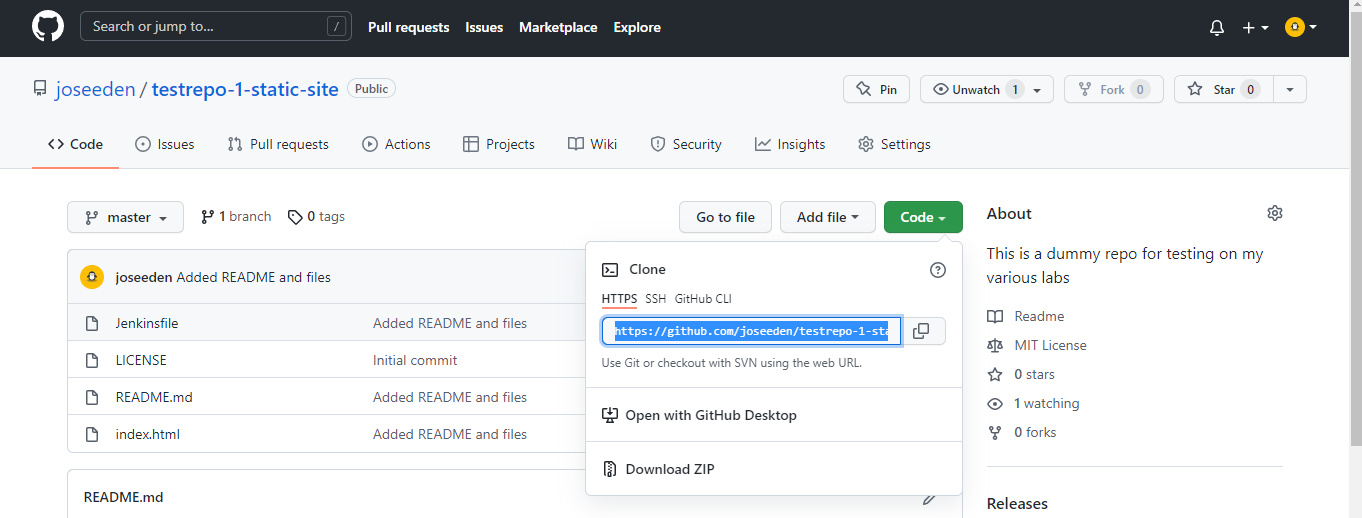 Search or jump to... / Pull requests Issues Marketplace Explore
joseeden / testrepo-1-static-site Public Pin Unwatch 1 Fork 0 Star 0
Code Issues Pull requests Actions Projects Wiki Security Insights Settings
master 1 branch 0 tags Go to file Add file Code
joseeden Added README and files
Jenkinsfile Added README and files
LICENSE Initial commit
README.md Added README and files
index.html Added README and files
README.md
Clone
HTTPS SSH GitHub CLI
https://github.com/joseeden/testrepo-1-sta
Use Git or checkout with SVN using the web URL.
Open with GitHub Desktop
Download ZIP
About
This is a dummy repo for testing on my
various labs
Readme
MIT License
0 stars
1 watching
0 forks
Releases